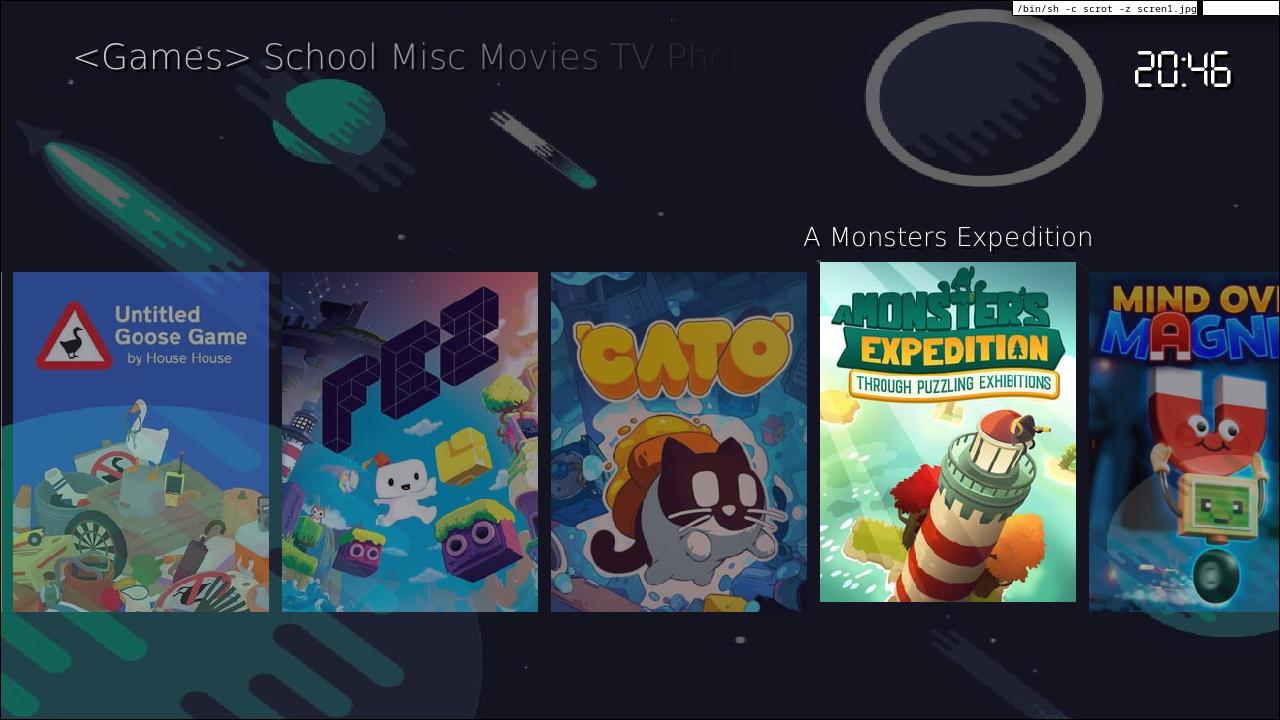 /bin/sh -c scrot -z scren1.jpg
<Games> School Misc Movies TV Pho
20:46
A Monsters Expedition
Untitled
Goose Game
by House House
FEZ
CATO
A MONSTER'S
EXPEDITION
THROUGH PUZZLING EXHIBITIONS
MIND OV
MAGN